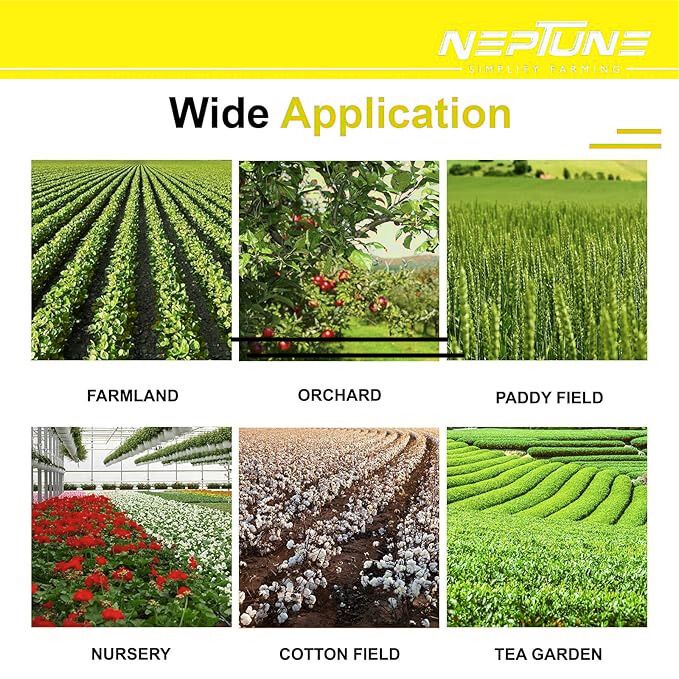 NEPTUNE
SIMPLIFY FARMING
Wide Application
FARMLAND
ORCHARD
PADDY FIELD
NURSERY
COTTON FIELD
TEA GARDEN